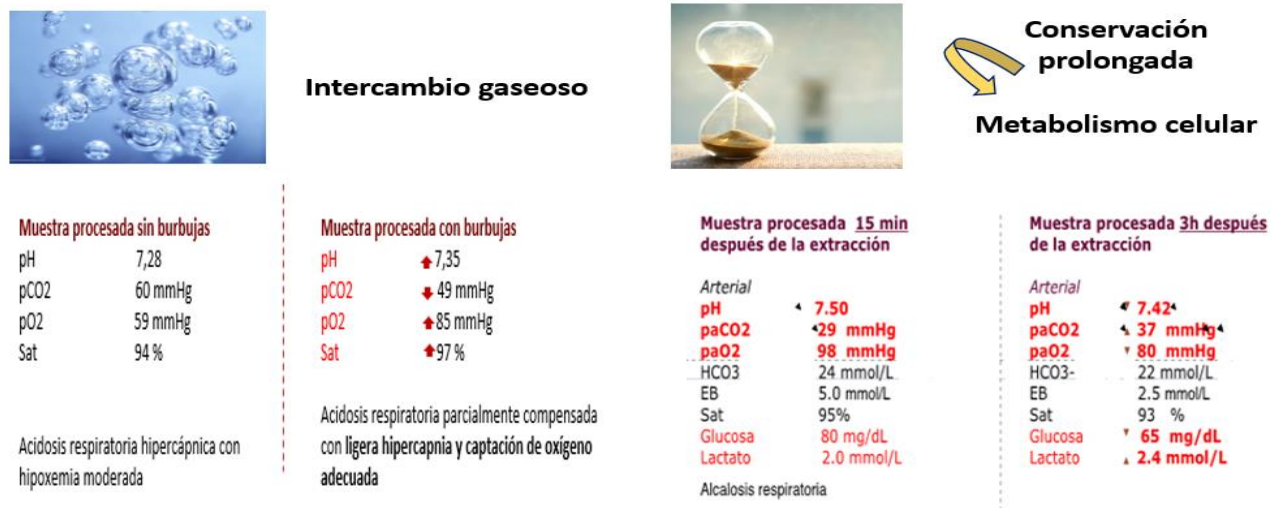 Intercambio gaseoso
Muestra procesada sin burbujas
pH 7,28
pCO2 60 mmHg
pO2 59 mmHg
Sat 94 %
Acidosis respiratoria hipercápnica con
hipoxemia moderada
Muestra procesada con burbujas
pH 7,35
pCO2 49 mmHg
pO2 85 mmHg
Sat 97 %
Acidosis respiratoria parcialmente compensada
con ligera hipercapnia y captación de oxígeno
adecuada
Conservación
prolongada
Metabolismo celular
Muestra procesada 15 min
después de la extracción
Arterial
pH 7.50
paCO2 29 mmHg
paO2 98 mmHg
HCO3 24 mmol/L
EB 5.0 mmol/L
Sat 95%
Glucosa 80 mg/dL
Lactato 2.0 mmol/L
Alcalosis respiratoria
Muestra procesada 3h después
de la extracción
Arterial
pH 7.42
paCO2 37 mmHg
paO2 80 mmHg
HCO3- 22 mmol/L
EB 2.5 mmol/L
Sat 93 %
Glucosa 65 mg/dL
Lactato 2.4 mmol/L